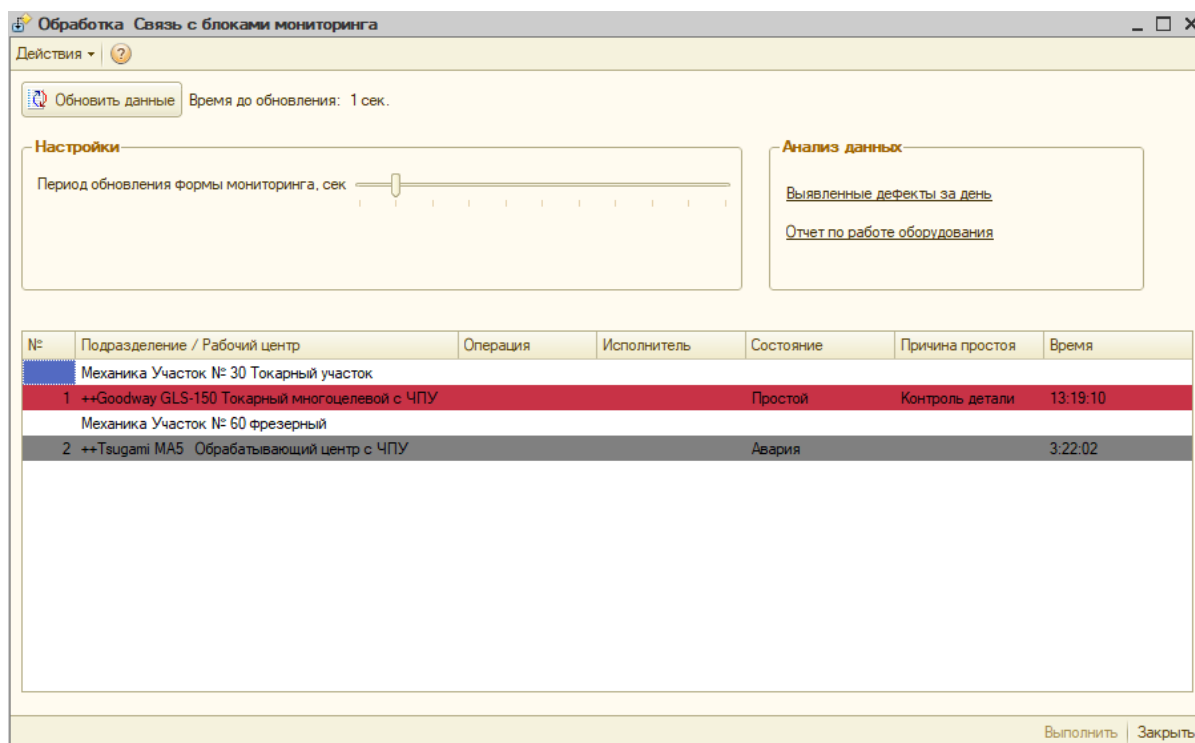 Обработка  Связь с блоками мониторинга
Действия
Обновить данные Время до обновления: 1 сек.
Настройки
Период обновления формы мониторинга, сек
Анализ данных
Выявленные дефекты за день
Отчет по работе оборудования
№ Подразделение / Рабочий центр Операция Исполнитель Состояние Причина простоя Время
Механика Участок № 30 Токарный участок
1 ++Goodway GLS-150 Токарный многоцелевой с ЧПУ Простой Контроль детали 13:19:10
Механика Участок № 60 фрезерный
2 ++Tsugami MA5 Обрабатывающий центр с ЧПУ Авария 3:22:02
Выполнить Закрыть